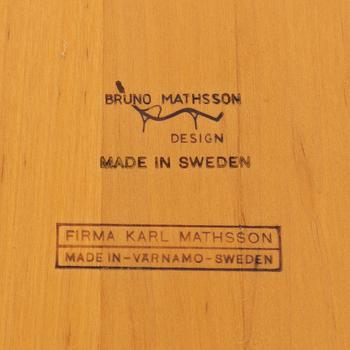 BRUNO MATHSSON
DESIGN
MADE IN SWEDEN
FIRMA KARL MATHSSON
MADE IN-VÄRNAMO-SWEDEN